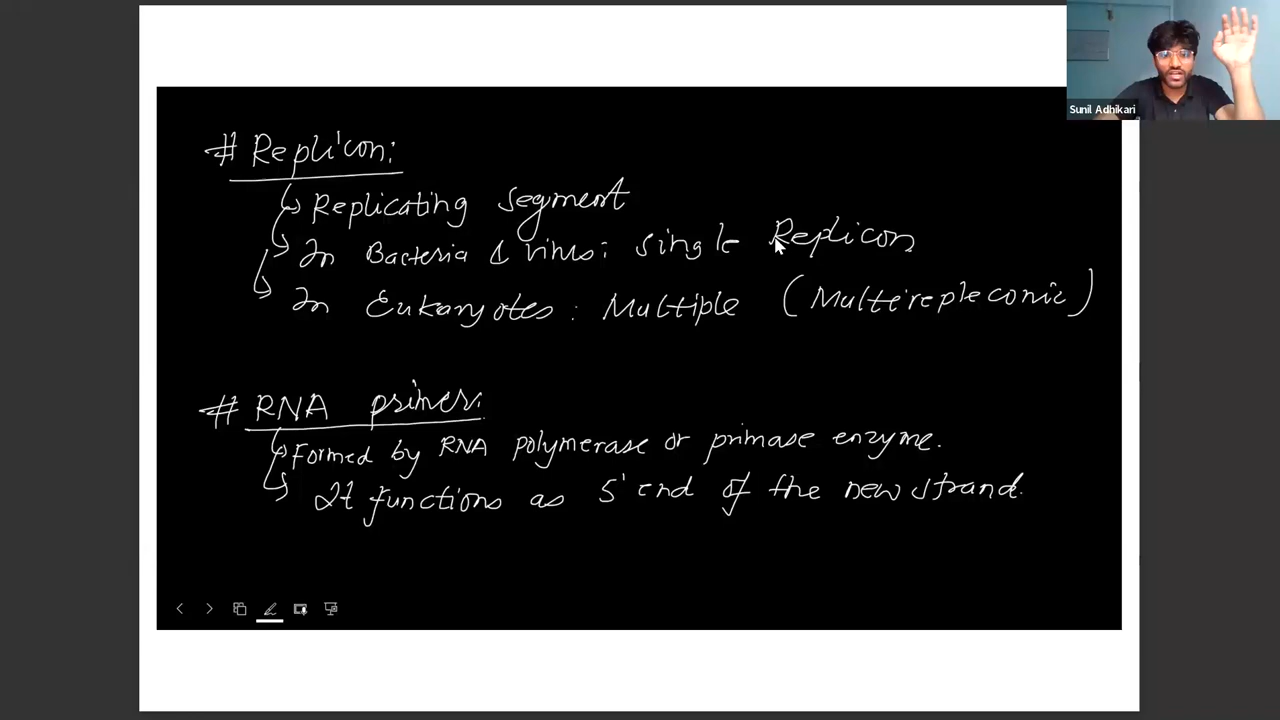 Sunil Adhikari
# Replicon:
Replicating segment
In Bacteria & virus: single Replicon
In Eukaryotes: Multiple (Multirepleconic)
# RNA primer:
Formed by RNA polymerase or primase enzyme.
It functions as 5' end of the new strand.